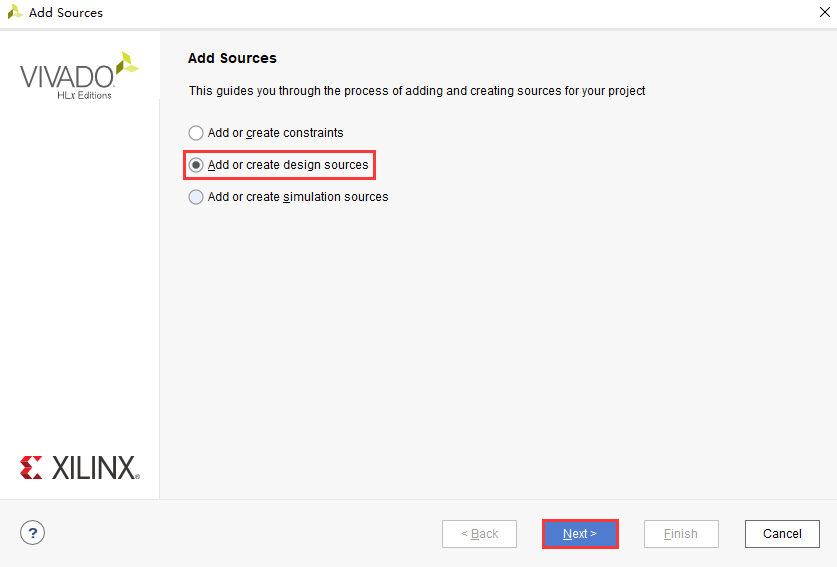 Add Sources
VIVADO.
HLx Editions
Add Sources
This guides you through the process of adding and creating sources for your project
Add or create constraints
Add or create design sources
Add or create simulation sources
XILINX®
?
< Back
Next >
Finish
Cancel